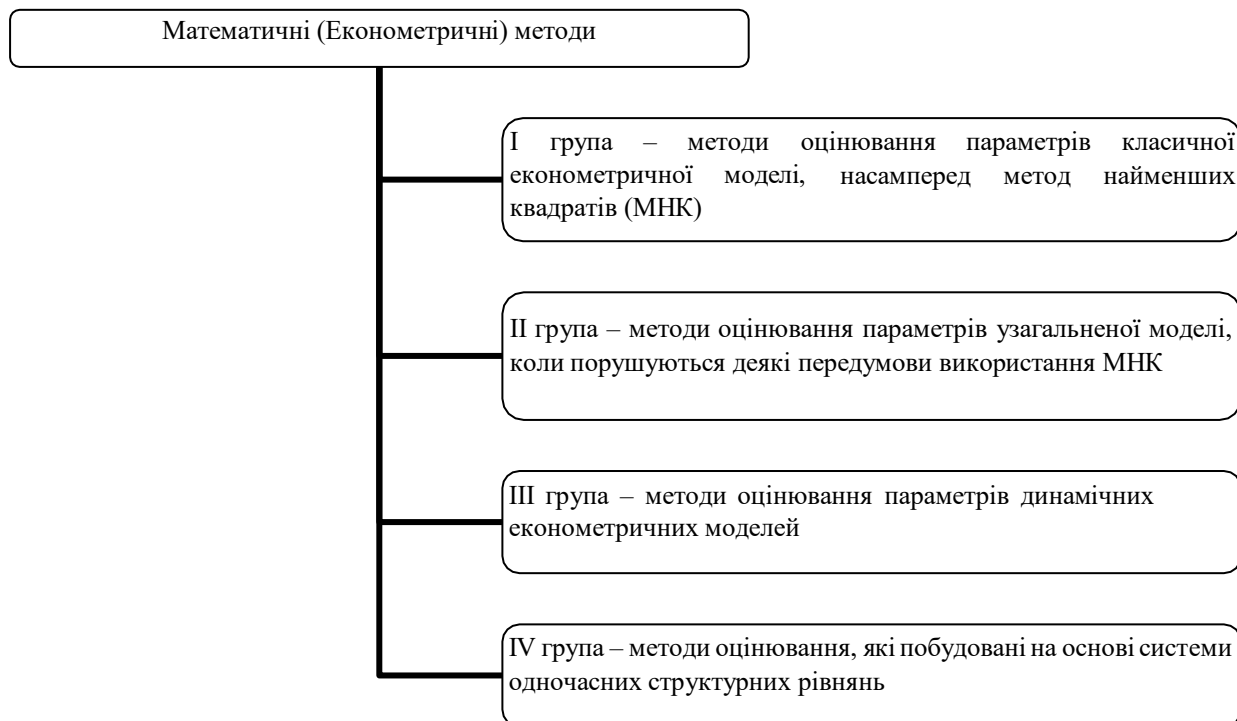 Математичні (Економетричні) методи
І група – методи оцінювання параметрів класичної
економетричної моделі, насамперед метод найменших
квадратів (МНК)
ІІ група – методи оцінювання параметрів узагальненої моделі,
коли порушуються деякі передумови використання МНК
ІІІ група – методи оцінювання параметрів динамічних
економетричних моделей
IV група – методи оцінювання, які побудовані на основі системи
одночасних структурних рівнянь